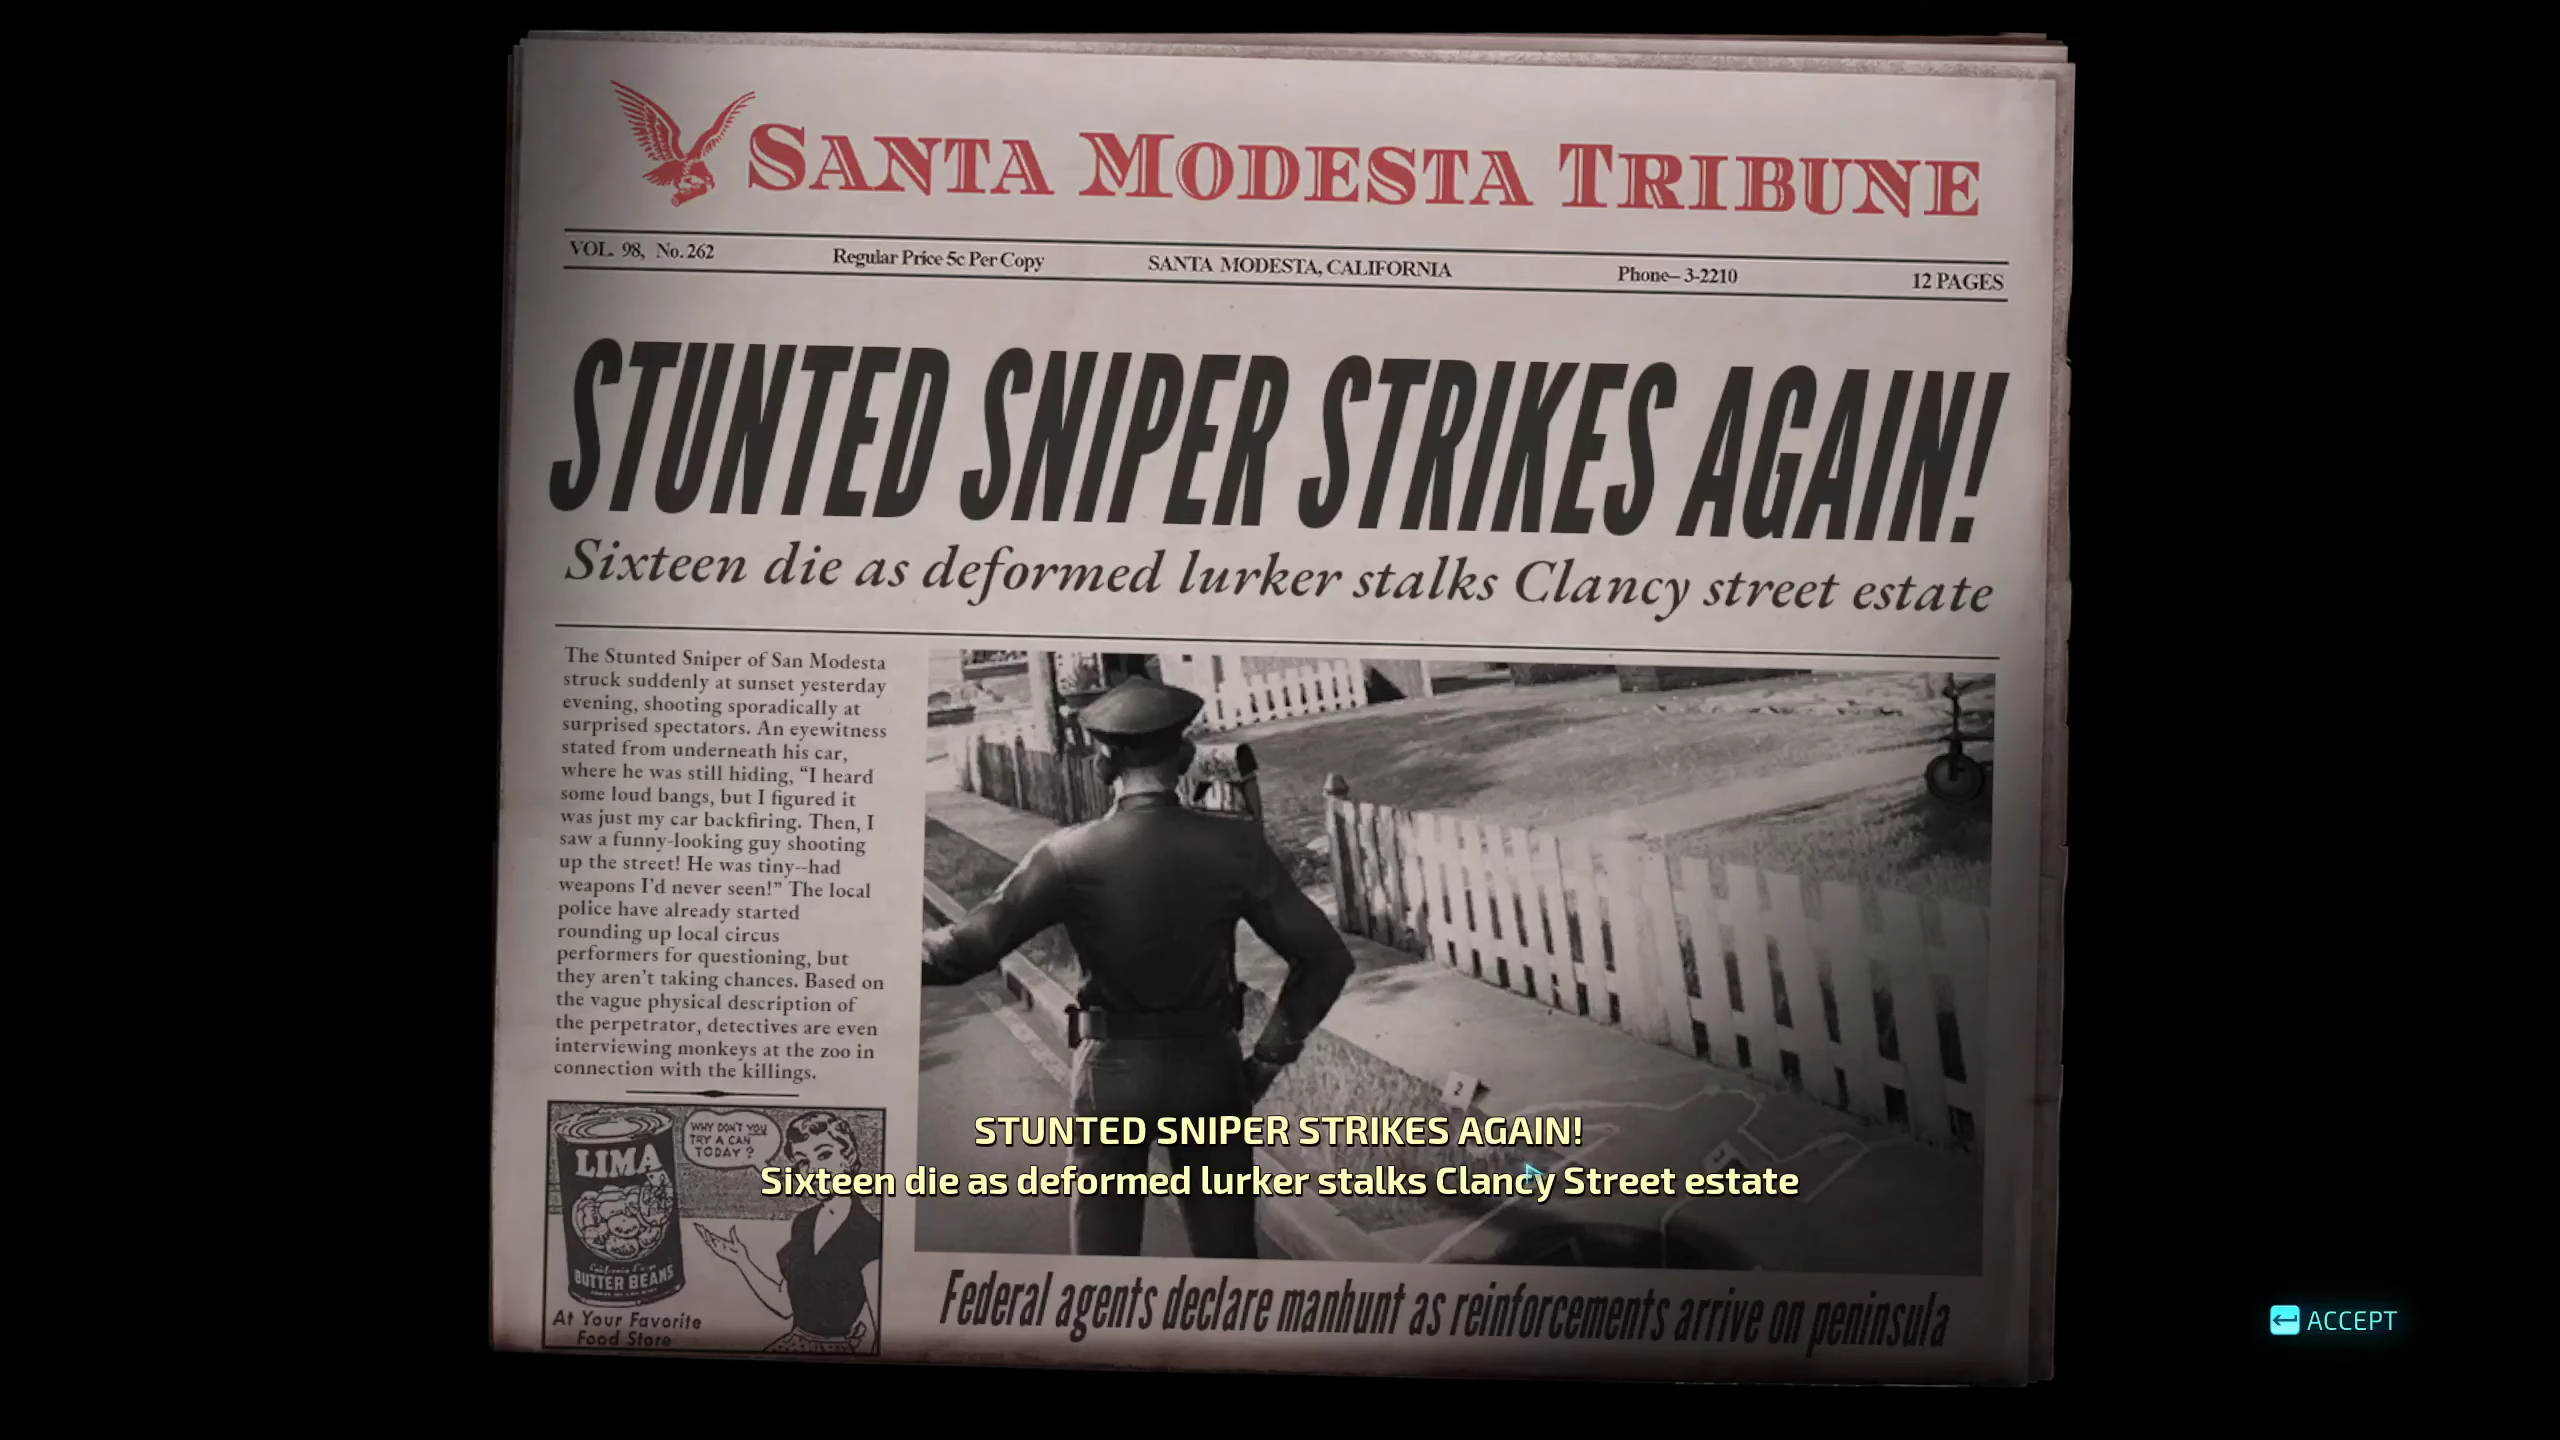 SANTA MODESTA TRIBUNE
VOL. 98, No. 262
Regular Price 5c Per Copy
SANTA MODESTA, CALIFORNIA
Phone– 3-2210
12 PAGES
STUNTED SNIPER STRIKES AGAIN!
Sixteen die as deformed lurker stalks Clancy street estate
The Stunted Sniper of San Modesta
struck suddenly at sunset yesterday
evening, shooting sporadically at
surprised spectators. An eyewitness
stated from underneath his car,
where he was still hiding, “I heard
some loud bangs, but I figured it
was just my car backfiring. Then, I
saw a funny-looking guy shooting
up the street! He was tiny--had
weapons I’d never seen!” The local
police have already started
rounding up local circus
performers for questioning, but
they aren’t taking chances. Based on
the vague physical description of
the perpetrator, detectives are even
interviewing monkeys at the zoo in
connection with the killings.
2
WHY DON'T YOU
TRY A CAN
TODAY?
LIMA
BUTTER BEANS
At Your Favorite
Food Store
STUNTED SNIPER STRIKES AGAIN!
Sixteen die as deformed lurker stalks Clancy Street estate
Federal agents declare manhunt as reinforcements arrive on peninsula
ACCEPT